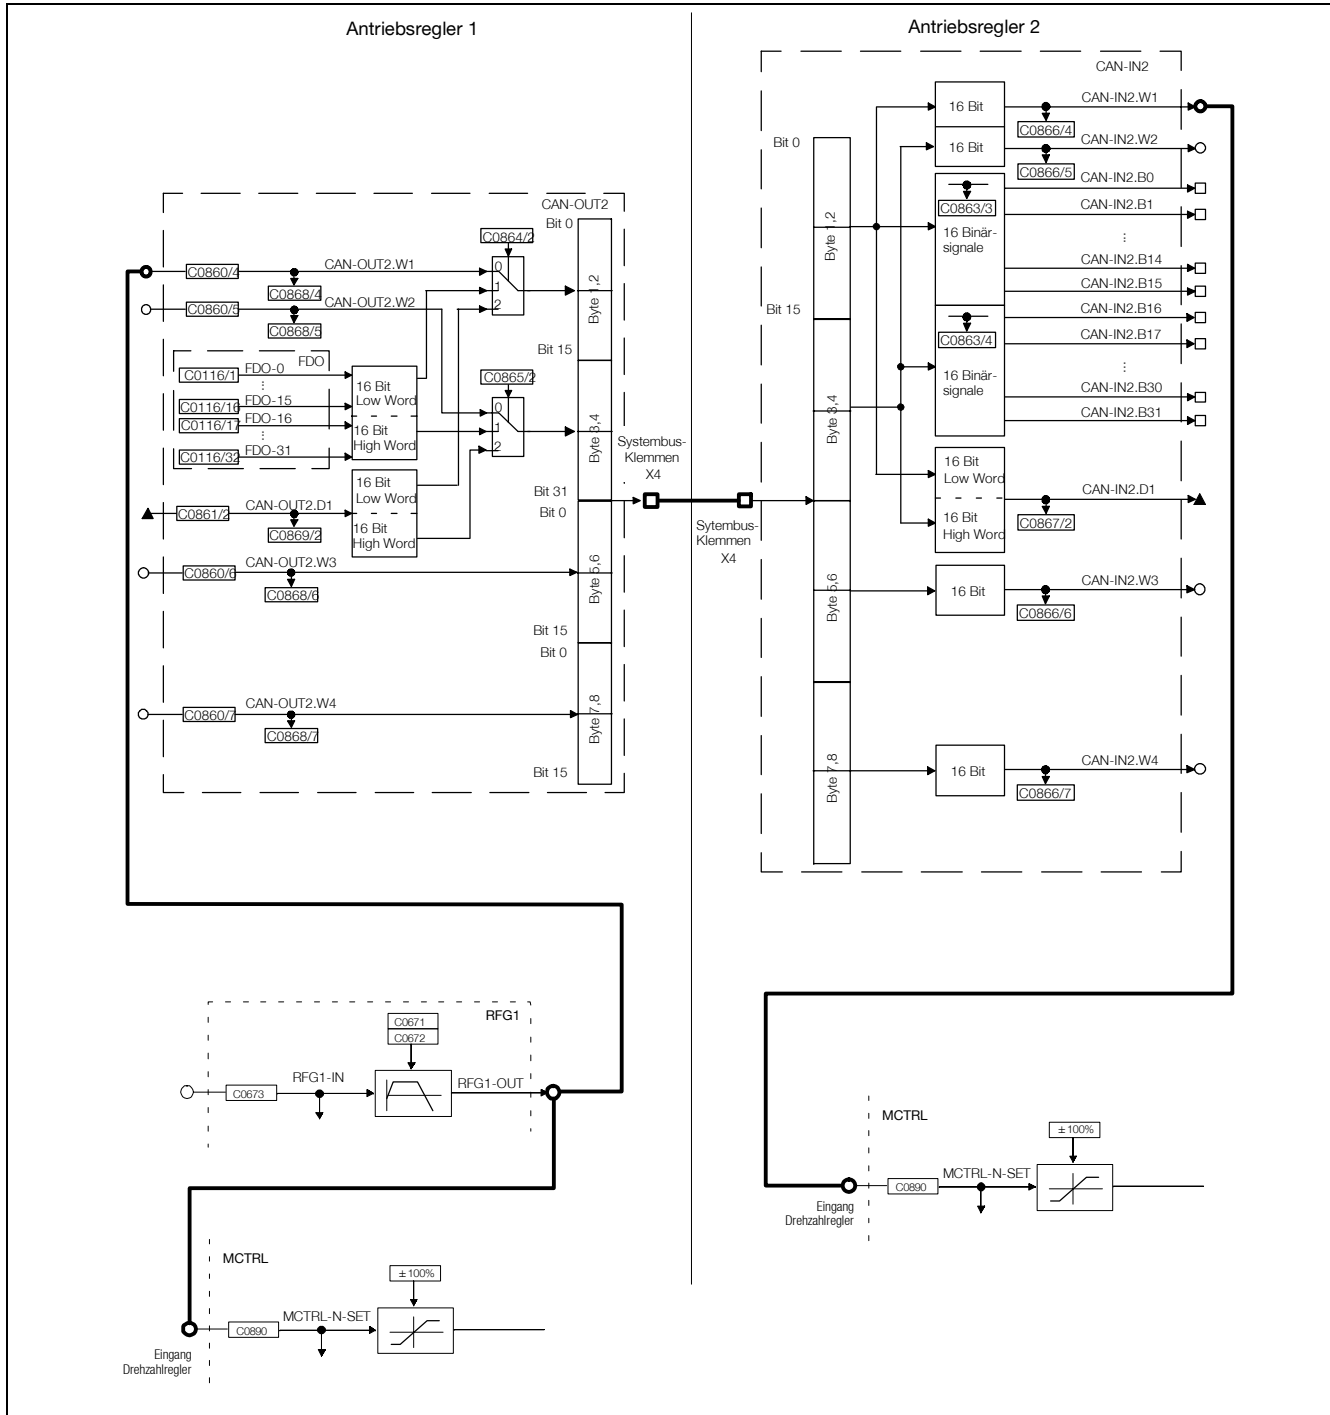 Antriebsregler 1
CAN-OUT2
Bit 0
C0864/2
C0860/4
CAN-OUT2.W1
C0868/4
0
1
2
Byte 1,2
C0860/5
CAN-OUT2.W2
C0868/5
Bit 15
FDO
C0116/1
FDO-0
⋮
C0116/16
FDO-15
C0116/17
FDO-16
⋮
C0116/32
FDO-31
16 Bit
Low Word
16 Bit
High Word
C0865/2
0
1
2
Byte 3,4
Bit 31
Bit 0
C0861/2
CAN-OUT2.D1
C0869/2
16 Bit
Low Word
16 Bit
High Word
C0860/6
CAN-OUT2.W3
C0868/6
Byte 5,6
Bit 15
Bit 0
C0860/7
CAN-OUT2.W4
C0868/7
Byte 7,8
Bit 15
Systembus-
Klemmen
X4
RFG1
C0671
C0672
C0673
RFG1-IN
RFG1-OUT
MCTRL
±100%
C0890
MCTRL-N-SET
Eingang
Drehzahlregler
Antriebsregler 2
CAN-IN2
Bit 0
Byte 1,2
Bit 15
Byte 3,4
Byte 5,6
Byte 7,8
Sytembus-
Klemmen
X4
16 Bit
CAN-IN2.W1
C0866/4
16 Bit
CAN-IN2.W2
C0866/5
C0863/3
16 Binär-
signale
CAN-IN2.B0
CAN-IN2.B1
⋮
CAN-IN2.B14
CAN-IN2.B15
C0863/4
16 Binär-
signale
CAN-IN2.B16
CAN-IN2.B17
⋮
CAN-IN2.B30
CAN-IN2.B31
16 Bit
Low Word
16 Bit
High Word
CAN-IN2.D1
C0867/2
16 Bit
CAN-IN2.W3
C0866/6
16 Bit
CAN-IN2.W4
C0866/7
MCTRL
±100%
C0890
MCTRL-N-SET
Eingang
Drehzahlregler